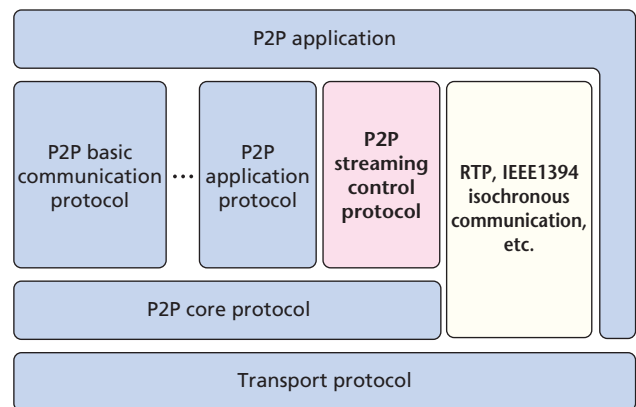 P2P application
P2P basic
communication
protocol
...
P2P
application
protocol
P2P
streaming
control
protocol
RTP, IEEE1394
isochronous
communication,
etc.
P2P core protocol
Transport protocol